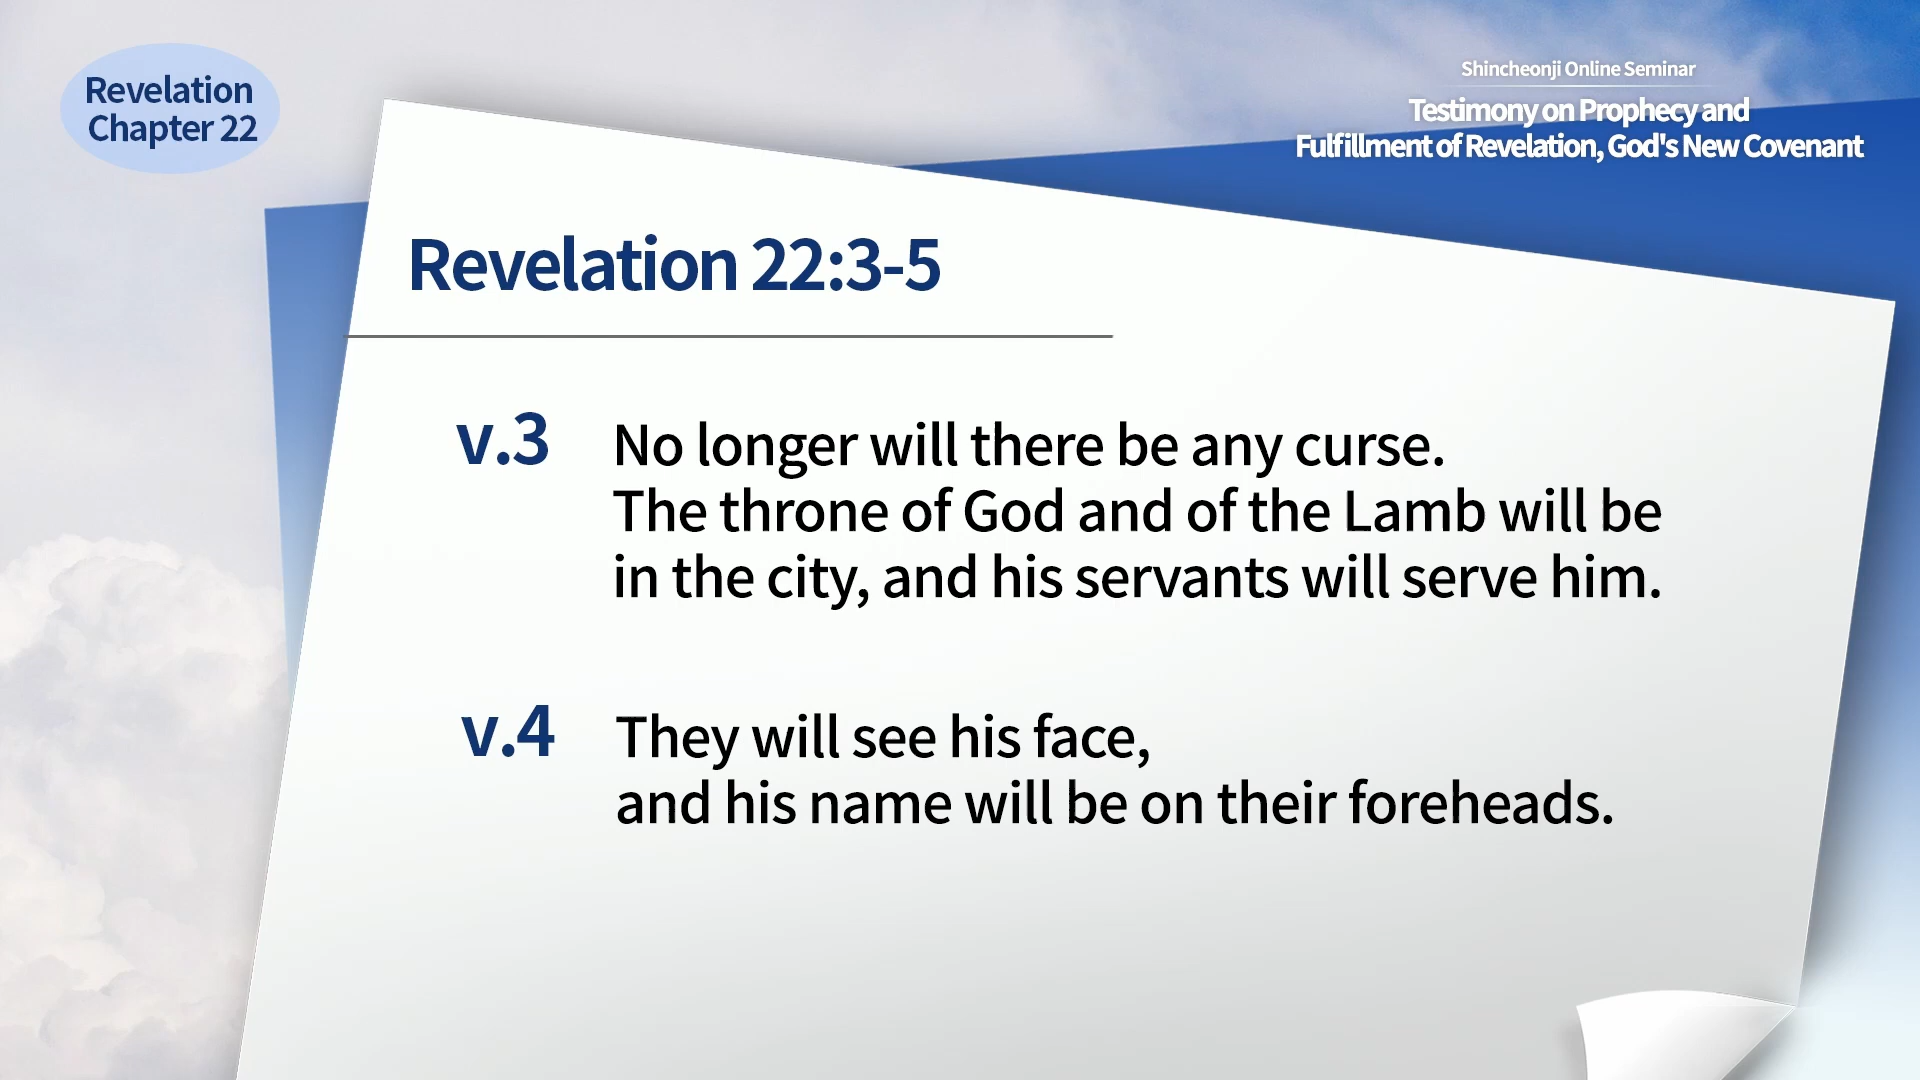 Revelation
Chapter 22
Shincheonji Online Seminar
Testimony on Prophecy and
Fulfillment of Revelation, God's New Covenant
Revelation 22:3-5
v.3 No longer will there be any curse.
The throne of God and of the Lamb will be
in the city, and his servants will serve him.
v.4 They will see his face,
and his name will be on their foreheads.